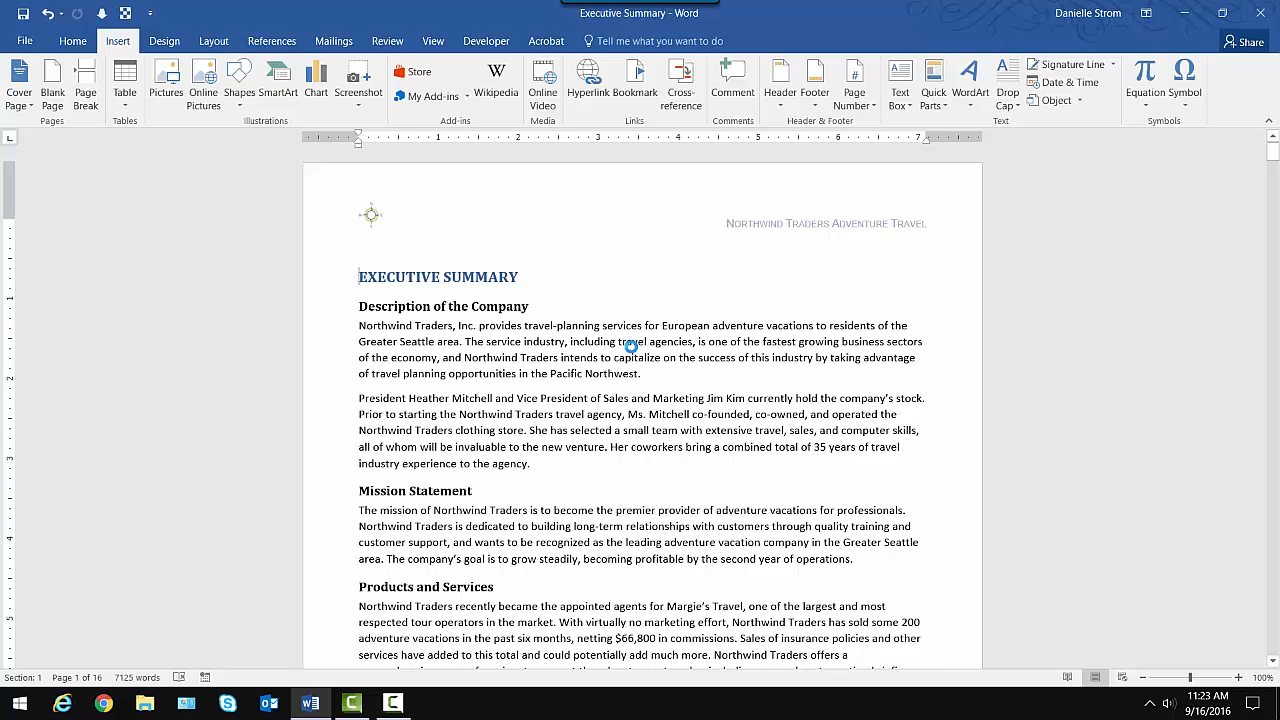 Executive Summary - Word
Danielle Strom
File Home Insert Design Layout References Mailings Review View Developer Acrobat Tell me what you want to do Share
Cover Page
Blank Page
Page Break
Table
Pictures
Online Pictures
Shapes
SmartArt
Chart
Screenshot
Store
My Add-ins
Wikipedia
Online Video
Hyperlink
Bookmark
Cross-reference
Comment
Header
Footer
Page Number
Text Box
Quick Parts
WordArt
Drop Cap
Signature Line
Date & Time
Object
Equation
Symbol
Pages Tables Illustrations Add-ins Media Links Comments Header & Footer Text Symbols
1 2 3 4 5 6 7
NORTHWIND TRADERS ADVENTURE TRAVEL
EXECUTIVE SUMMARY
Description of the Company
Northwind Traders, Inc. provides travel-planning services for European adventure vacations to residents of the
Greater Seattle area. The service industry, including travel agencies, is one of the fastest growing business sectors
of the economy, and Northwind Traders intends to capitalize on the success of this industry by taking advantage
of travel planning opportunities in the Pacific Northwest.
President Heather Mitchell and Vice President of Sales and Marketing Jim Kim currently hold the company's stock.
Prior to starting the Northwind Traders travel agency, Ms. Mitchell co-founded, co-owned, and operated the
Northwind Traders clothing store. She has selected a small team with extensive travel, sales, and computer skills,
all of whom will be invaluable to the new venture. Her coworkers bring a combined total of 35 years of travel
industry experience to the agency.
Mission Statement
The mission of Northwind Traders is to become the premier provider of adventure vacations for professionals.
Northwind Traders is dedicated to building long-term relationships with customers through quality training and
customer support, and wants to be recognized as the leading adventure vacation company in the Greater Seattle
area. The company's goal is to grow steadily, becoming profitable by the second year of operations.
Products and Services
Northwind Traders recently became the appointed agents for Margie's Travel, one of the largest and most
respected tour operators in the market. With virtually no marketing effort, Northwind Traders has sold some 200
adventure vacations in the past six months, netting $66,800 in commissions. Sales of insurance policies and other
services have added to this total and could potentially add much more. Northwind Traders offers a
1
2
3
4
5
Section: 1 Page 1 of 16 7125 words 100%
11:23 AM
9/16/2016